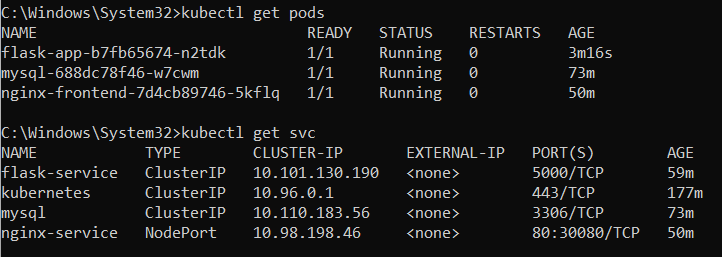 C:\Windows\System32>kubectl get pods
NAME READY STATUS RESTARTS AGE
flask-app-b7fb65674-n2tdk 1/1 Running 0 3m16s
mysql-688dc78f46-w7cwm 1/1 Running 0 73m
nginx-frontend-7d4cb89746-5kflq 1/1 Running 0 50m
C:\Windows\System32>kubectl get svc
NAME TYPE CLUSTER-IP EXTERNAL-IP PORT(S) AGE
flask-service ClusterIP 10.101.130.190 <none> 5000/TCP 59m
kubernetes ClusterIP 10.96.0.1 <none> 443/TCP 177m
mysql ClusterIP 10.110.183.56 <none> 3306/TCP 73m
nginx-service NodePort 10.98.198.46 <none> 80:30080/TCP 50m